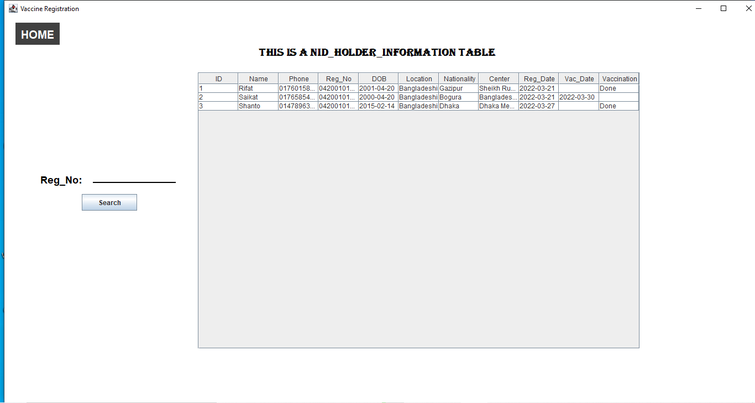 Vaccine Registration
HOME
THIS IS A NID_HOLDER_INFORMATION TABLE
ID Name Phone Reg_No DOB Location Nationality Center Reg_Date Vac_Date Vaccination
1 Rifat 01760158... 04200101... 2001-04-20 Bangladeshi Gazipur Sheikh Ru... 2022-03-21 Done
2 Saikat 01765854... 04200101... 2000-04-20 Bangladeshi Bogura Banglades... 2022-03-21 2022-03-30
3 Shanto 01478963... 04200101... 2015-02-14 Bangladeshi Dhaka Dhaka Me... 2022-03-27 Done
Reg_No:
Search